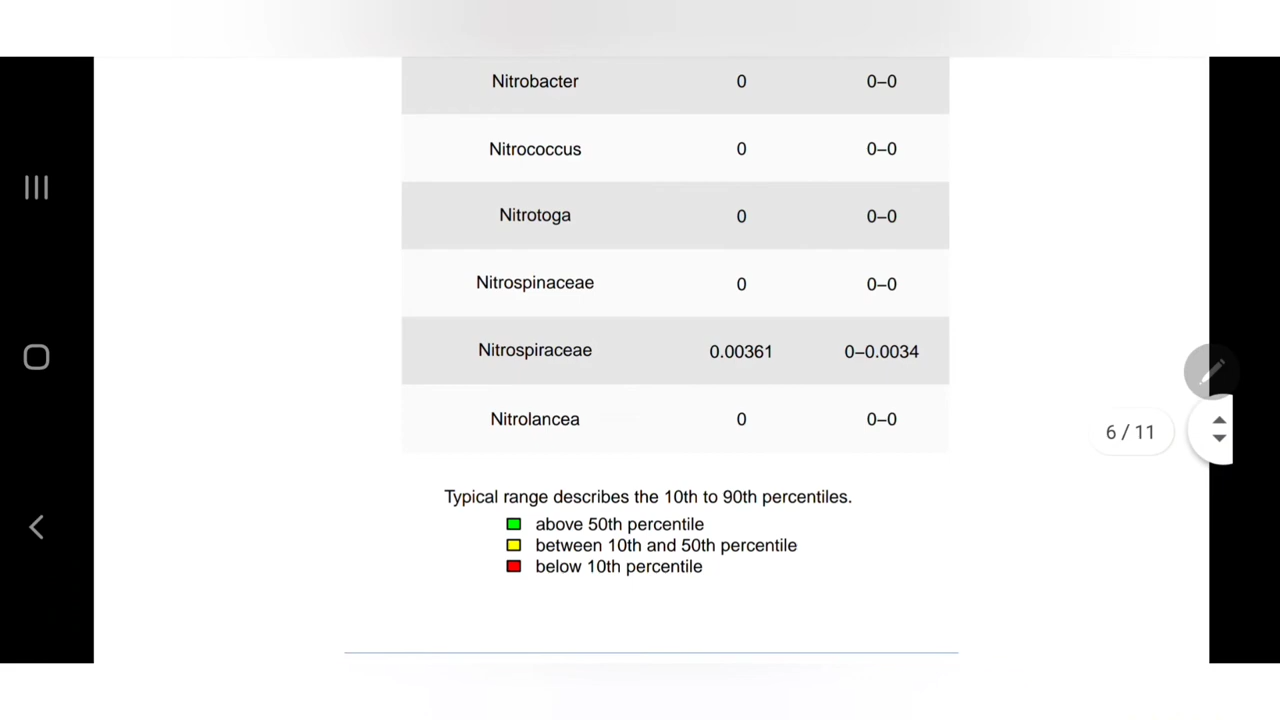 Nitrobacter 0 0–0
Nitrococcus 0 0–0
Nitrotoga 0 0–0
Nitrospinaceae 0 0–0
Nitrospiraceae 0.00361 0–0.0034
Nitrolancea 0 0–0
6 / 11
Typical range describes the 10th to 90th percentiles.
above 50th percentile
between 10th and 50th percentile
below 10th percentile